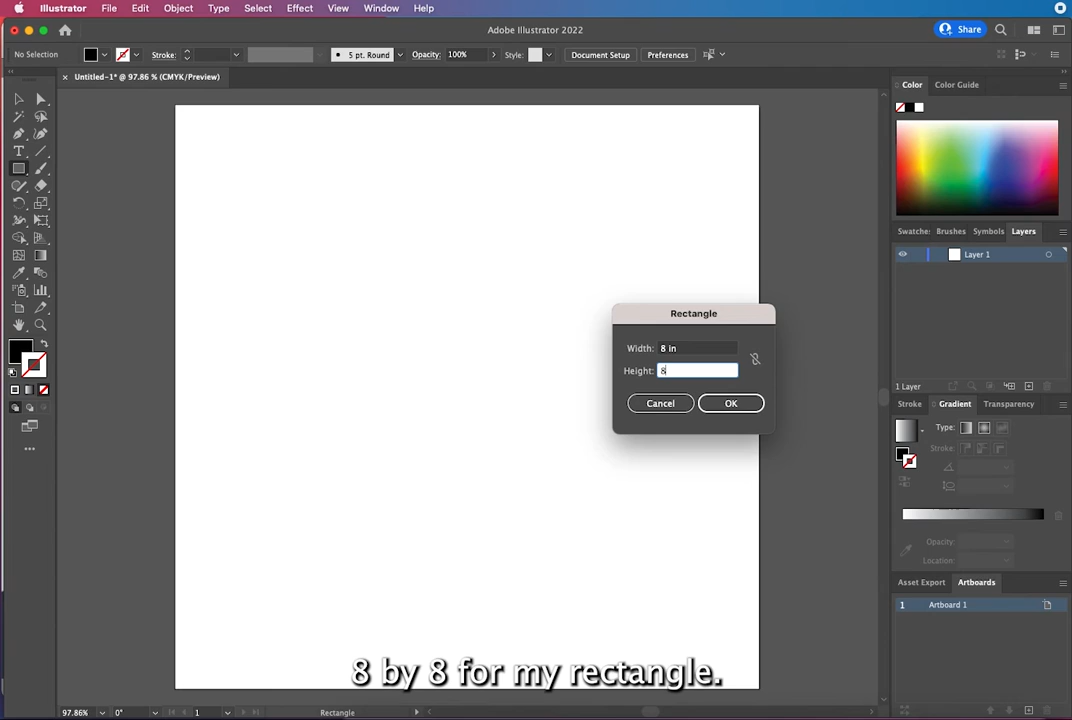 Illustrator File Edit Object Type Select Effect View Window Help
Adobe Illustrator 2022
Share
No Selection Stroke: 5 pt. Round Opacity: 100% Style: Document Setup Preferences
× Untitled-1* @ 97.86 % (CMYK/Preview)
Color Color Guide
Swatche: Brushes Symbols Layers
Layer 1
Rectangle
Width: 8 in
Height: 8
Cancel OK
1 Layer
Stroke Gradient Transparency
Type:
Stroke:
Opacity:
Location:
Asset Export Artboards
1 Artboard 1
8 by 8 for my rectangle.
97.86% 0° 1 Rectangle